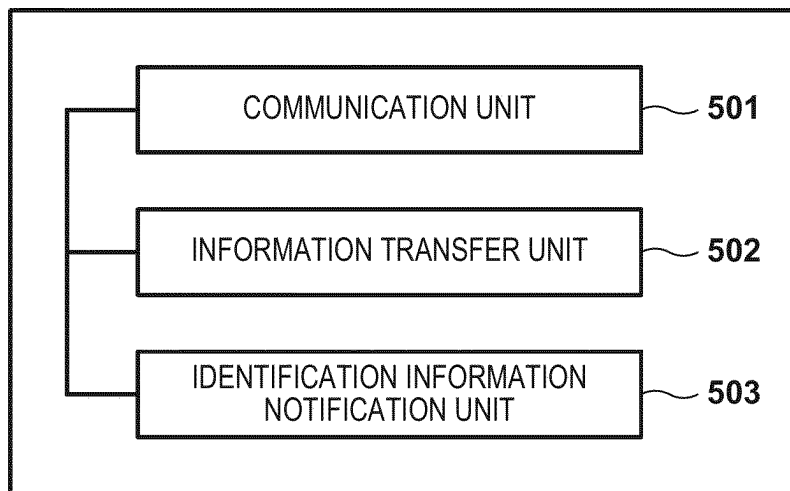 COMMUNICATION UNIT 501
INFORMATION TRANSFER UNIT 502
IDENTIFICATION INFORMATION
NOTIFICATION UNIT 503